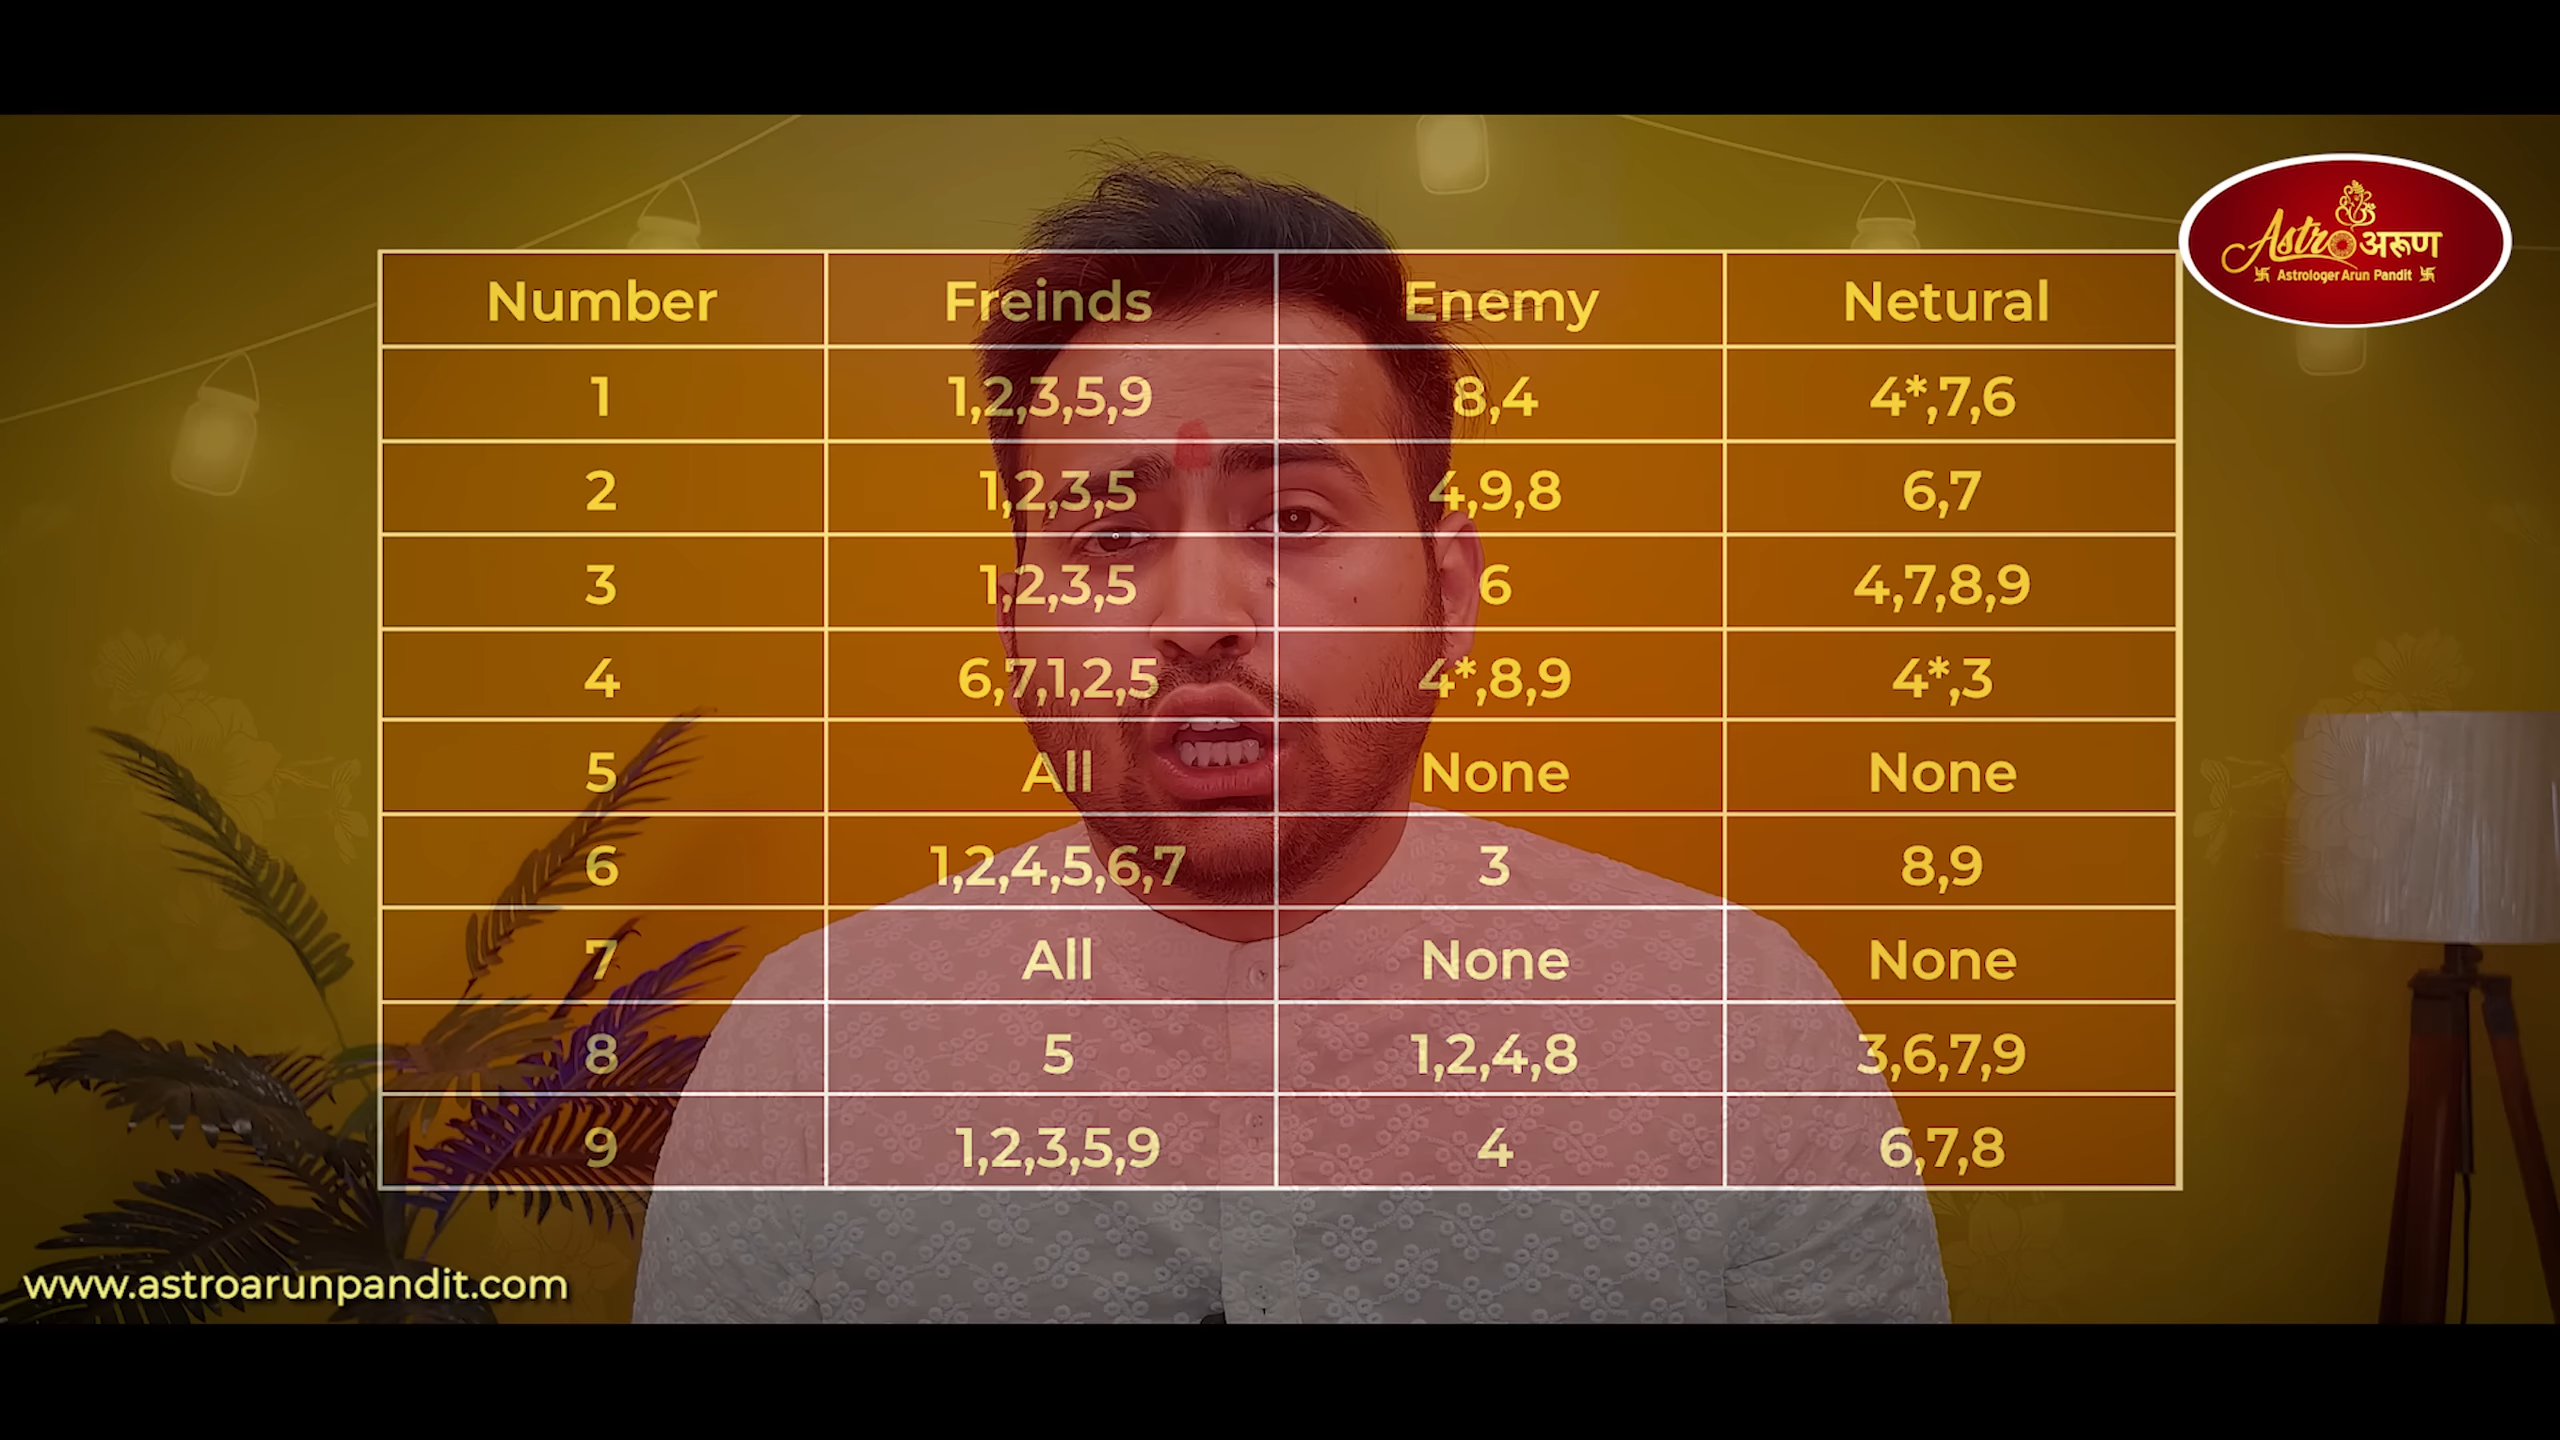 Astro अरूण
卐 Astrologer Arun Pandit 卐
Number Freinds Enemy Netural
1 1,2,3,5,9 8,4 4*,7,6
2 1,2,3,5 4,9,8 6,7
3 1,2,3,5 6 4,7,8,9
4 6,7,1,2,5 4*,8,9 4*,3
5 All None None
6 1,2,4,5,6,7 3 8,9
7 All None None
8 5 1,2,4,8 3,6,7,9
9 1,2,3,5,9 4 6,7,8
www.astroarunpandit.com